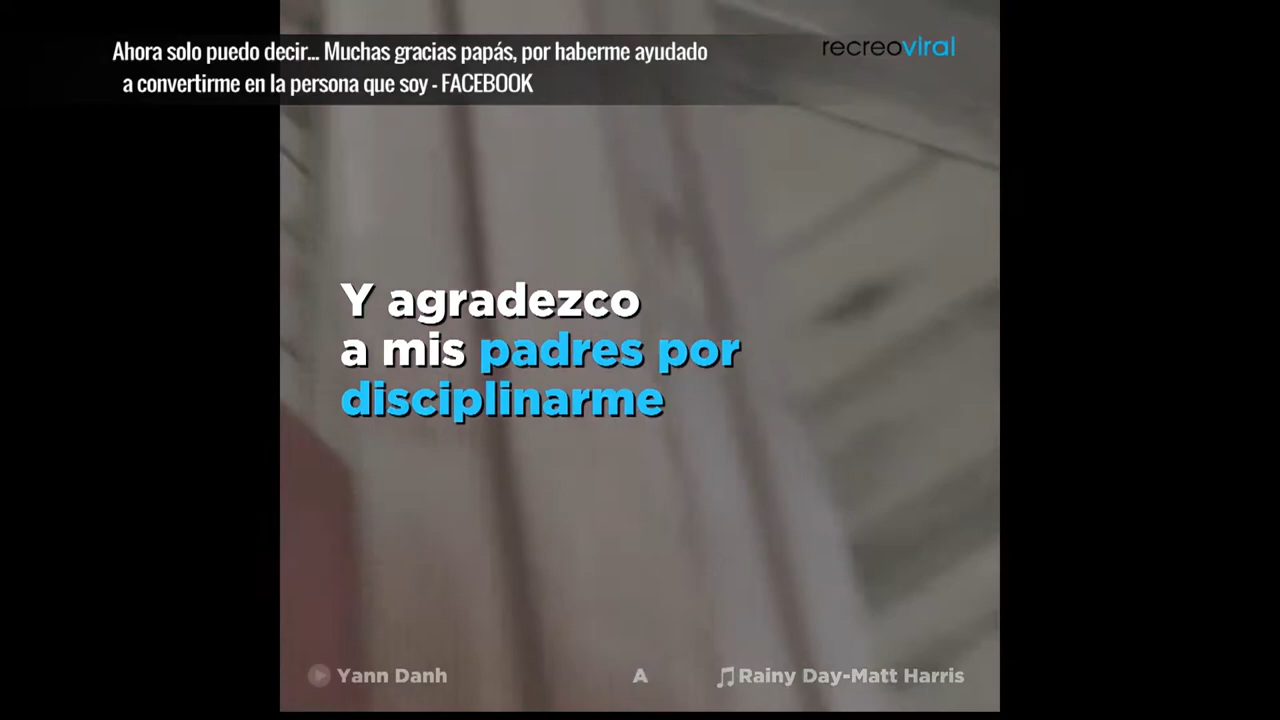 Ahora solo puedo decir... Muchas gracias papás, por haberme ayudado
a convertirme en la persona que soy - FACEBOOK
recreoviral
Y agradezco
a mis padres por
disciplinarme
Yann Danh
A
Rainy Day-Matt Harris